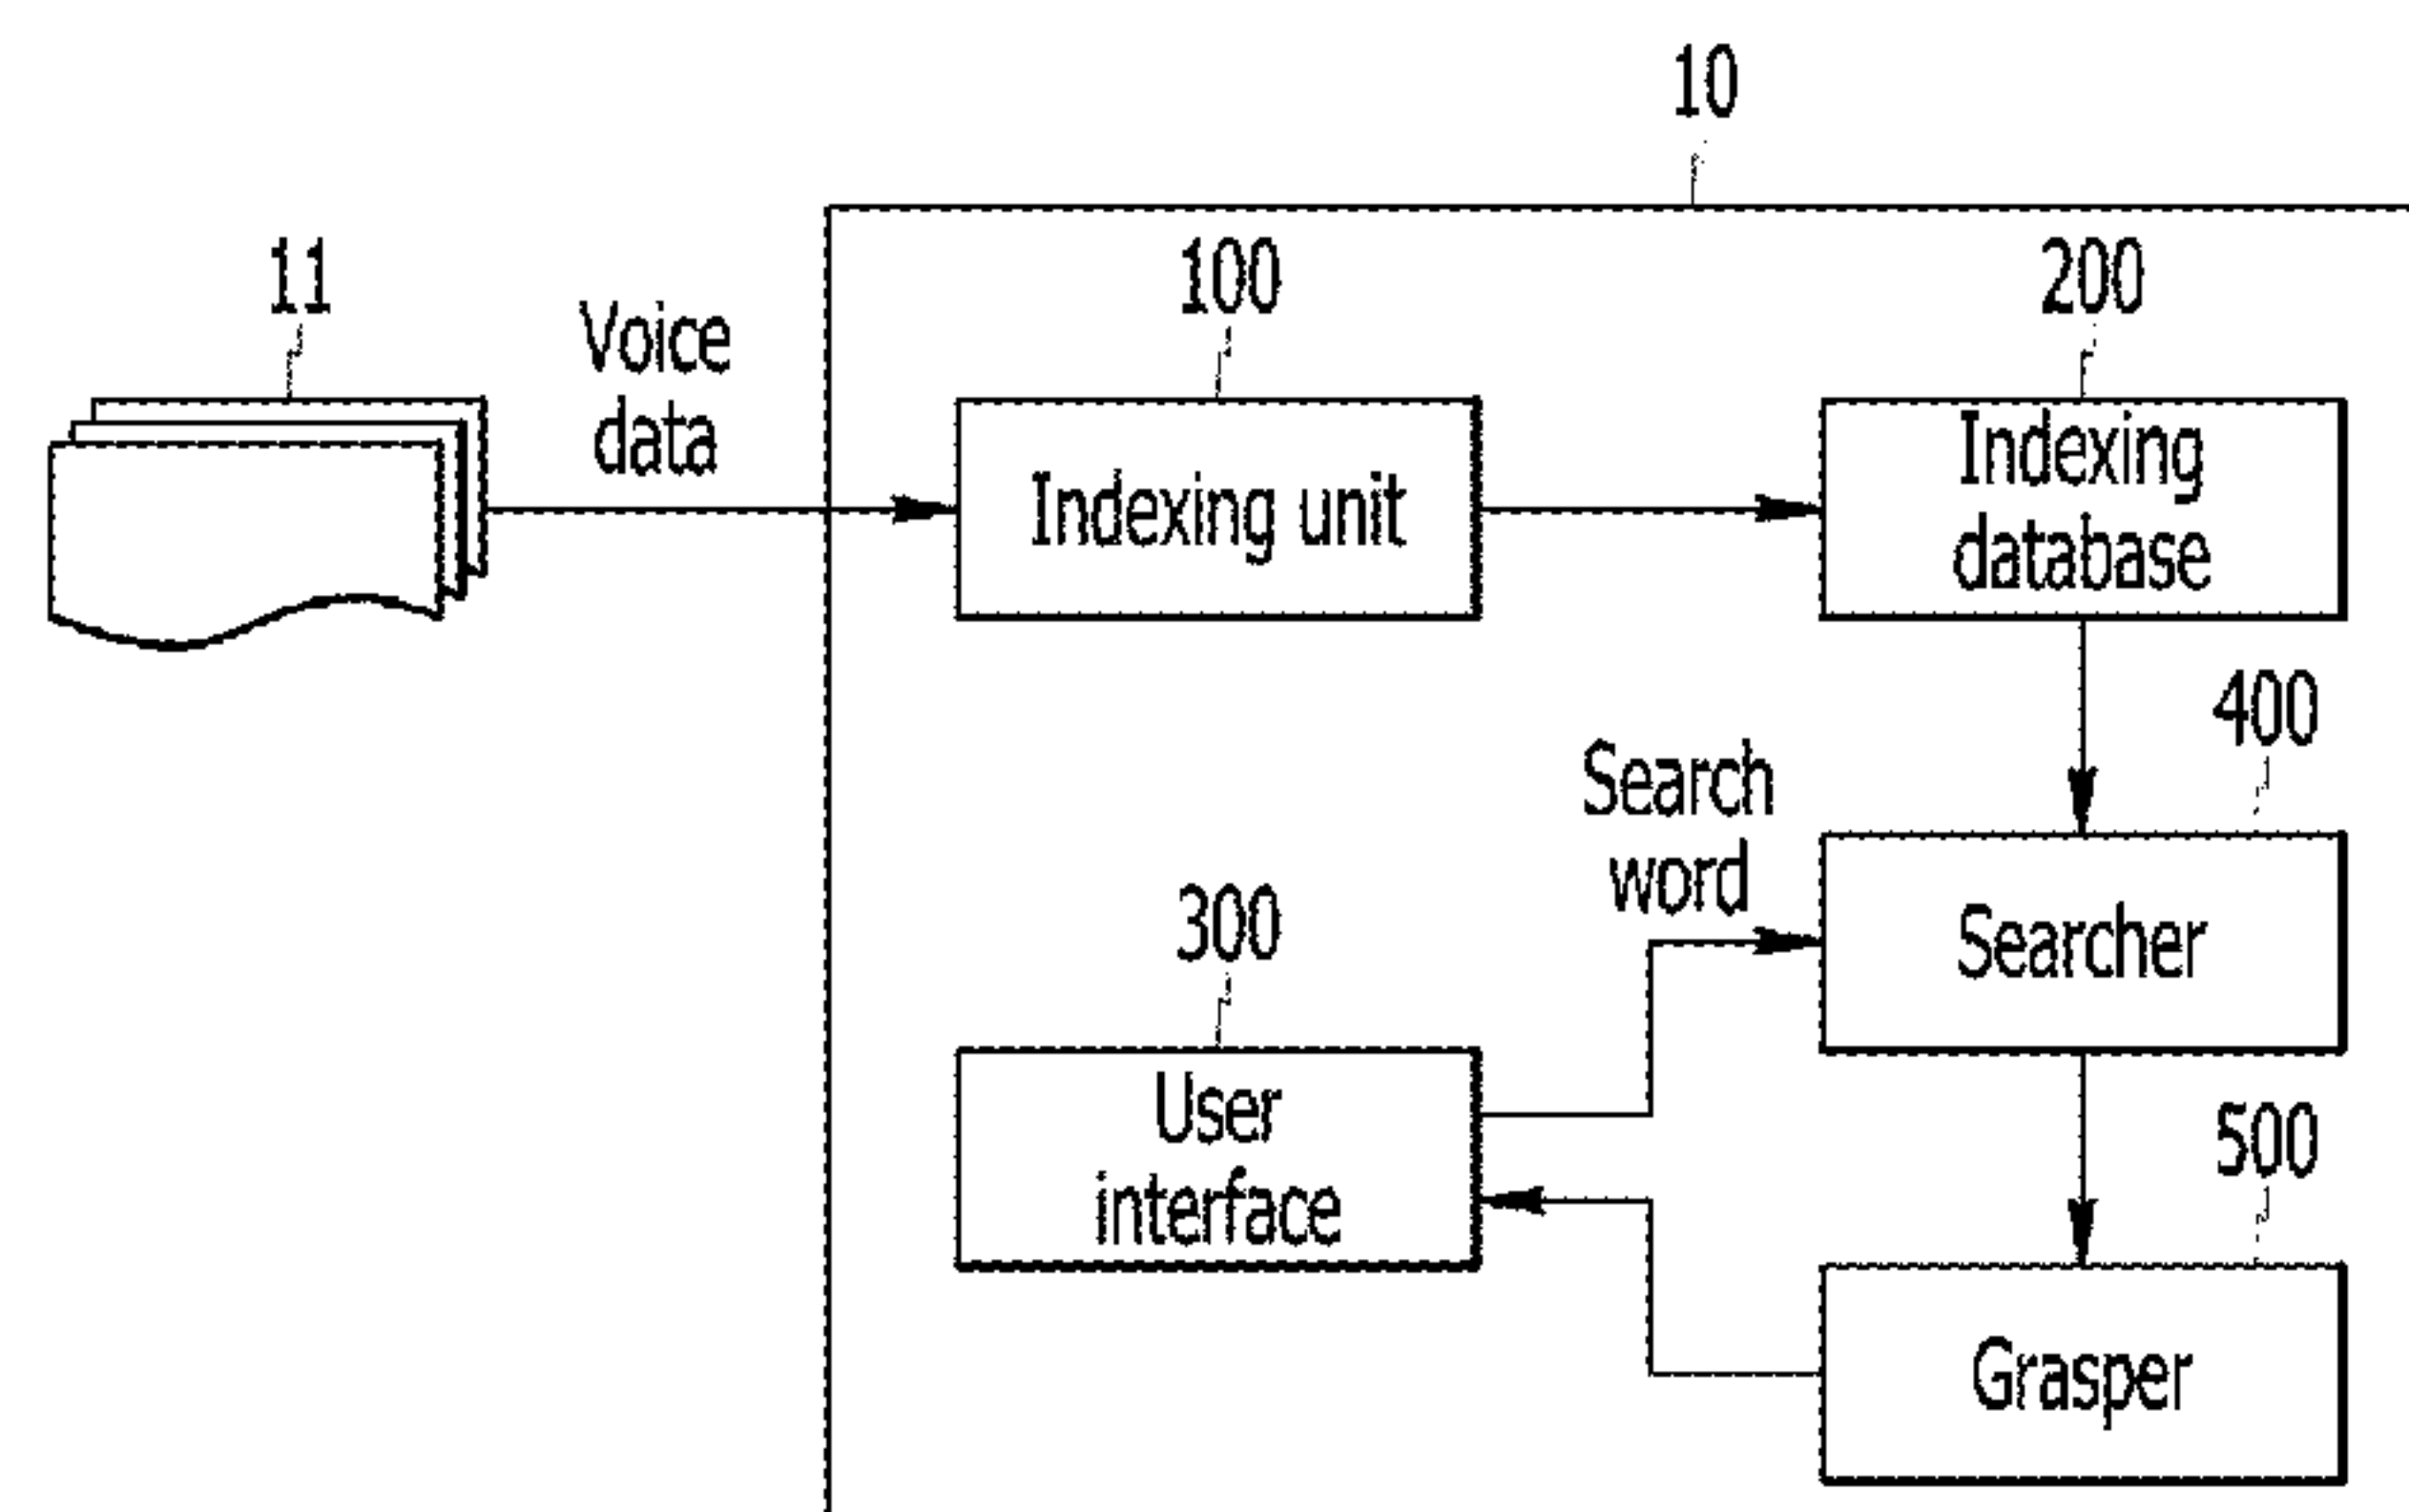 10
11
Voice
data
100
Indexing unit
200
Indexing
database
400
Search
word
Searcher
300
User
interface
500
Grasper